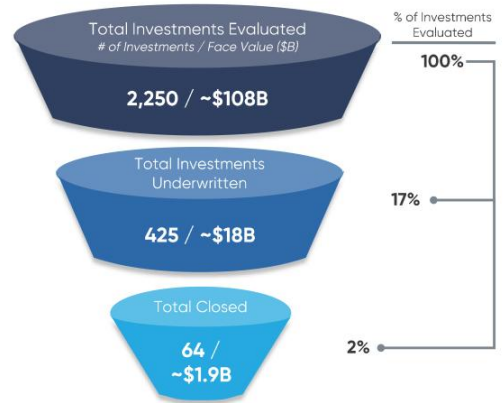 Total Investments Evaluated
# of Investments / Face Value ($B)
2,250 / ~$108B
% of Investments
Evaluated
100%
Total Investments
Underwritten
425 / ~$18B
17%
Total Closed
64 /
~$1.9B
2%